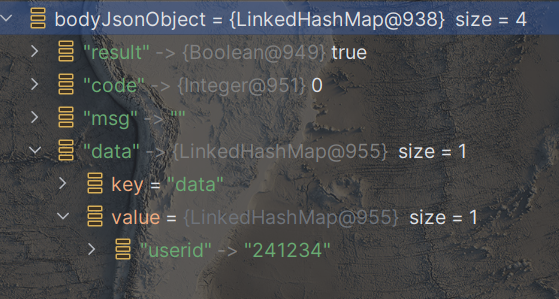 bodyJsonObject = {LinkedHashMap@938} size = 4
"result" -> {Boolean@949} true
"code" -> {Integer@951} 0
"msg" -> ""
"data" -> {LinkedHashMap@955} size = 1
key = "data"
value = {LinkedHashMap@955} size = 1
"userid" -> "241234"